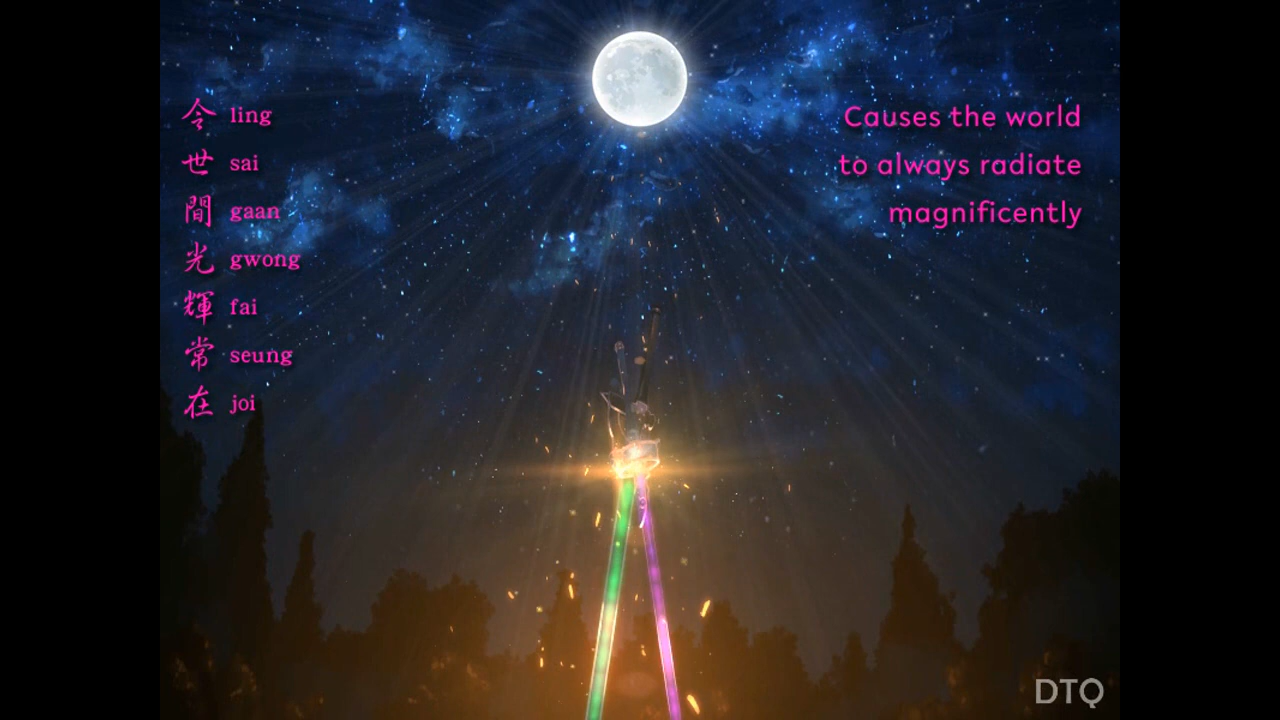 令 ling
世 sai
間 gaan
光 gwong
輝 fai
常 seung
在 joi
Causes the world
to always radiate
magnificently
DTQ